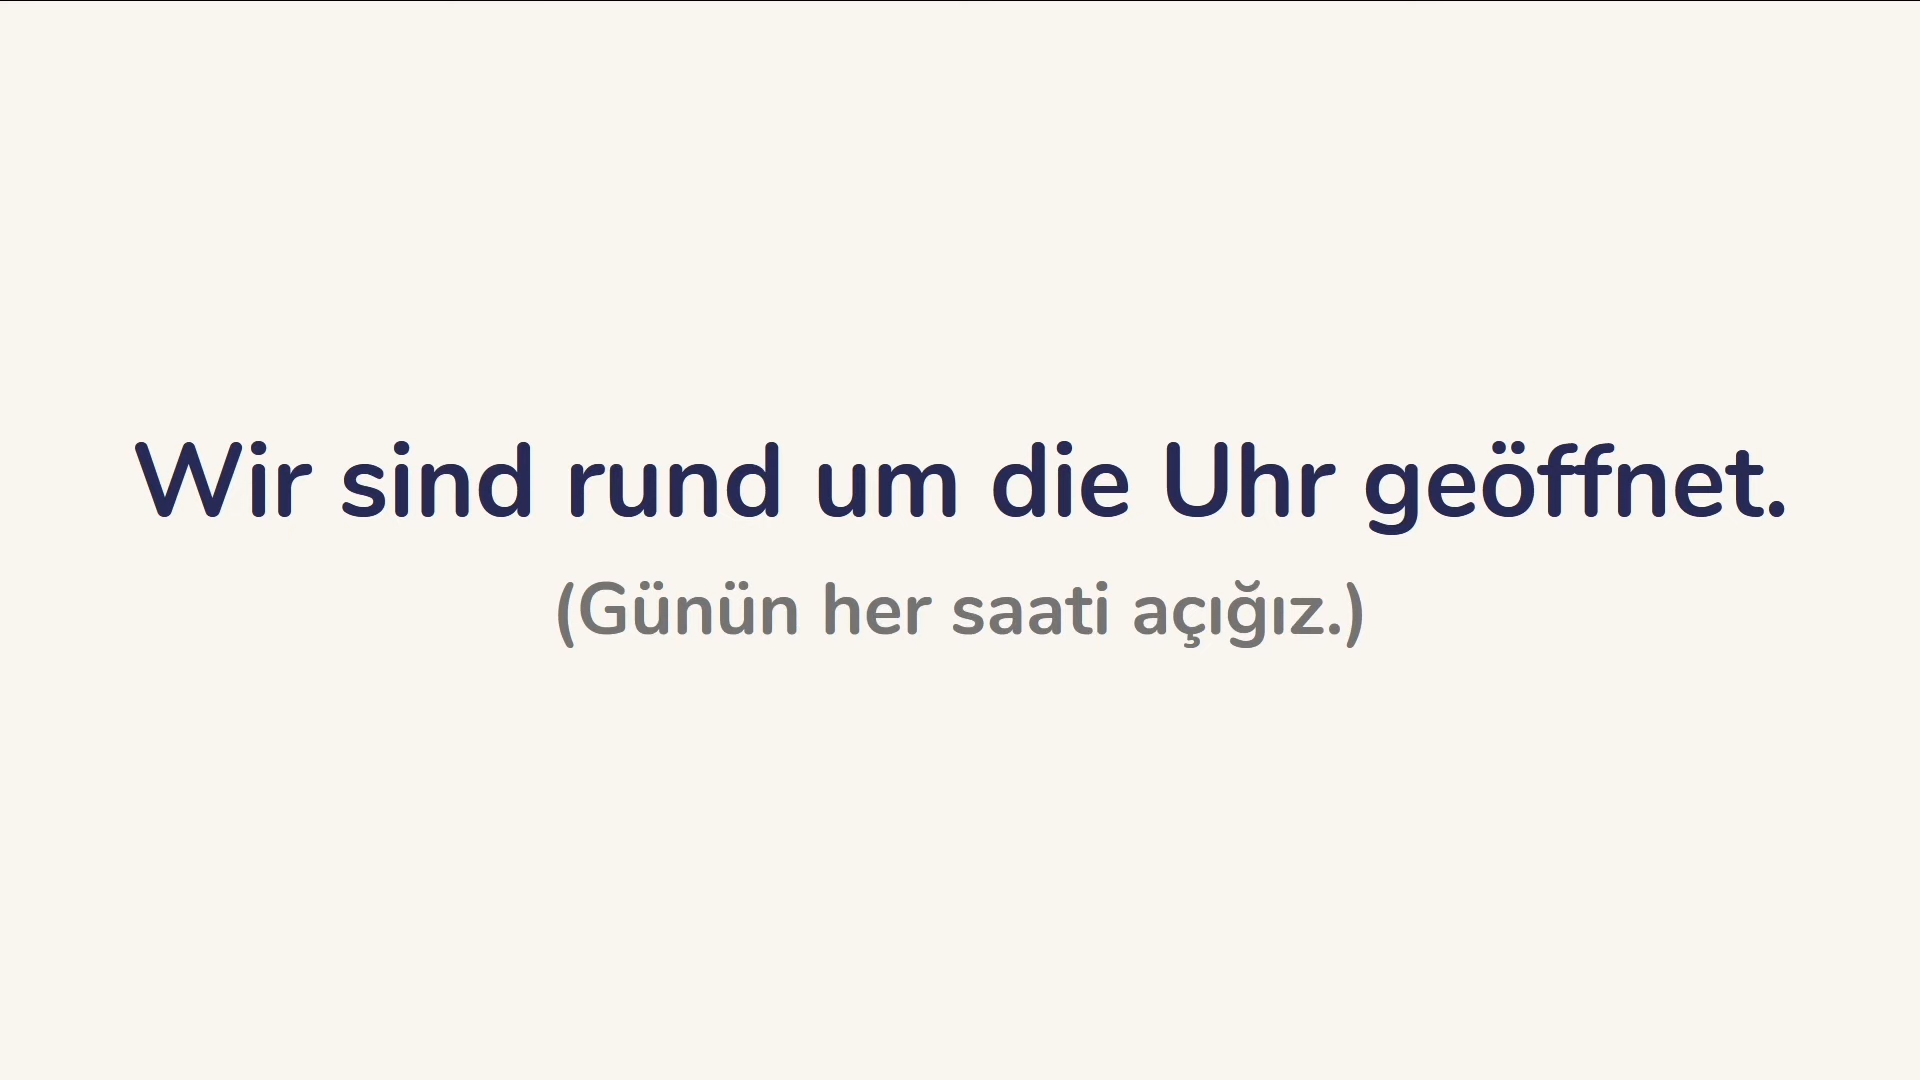 Wir sind rund um die Uhr geöffnet.
(Günün her saati açığız.)